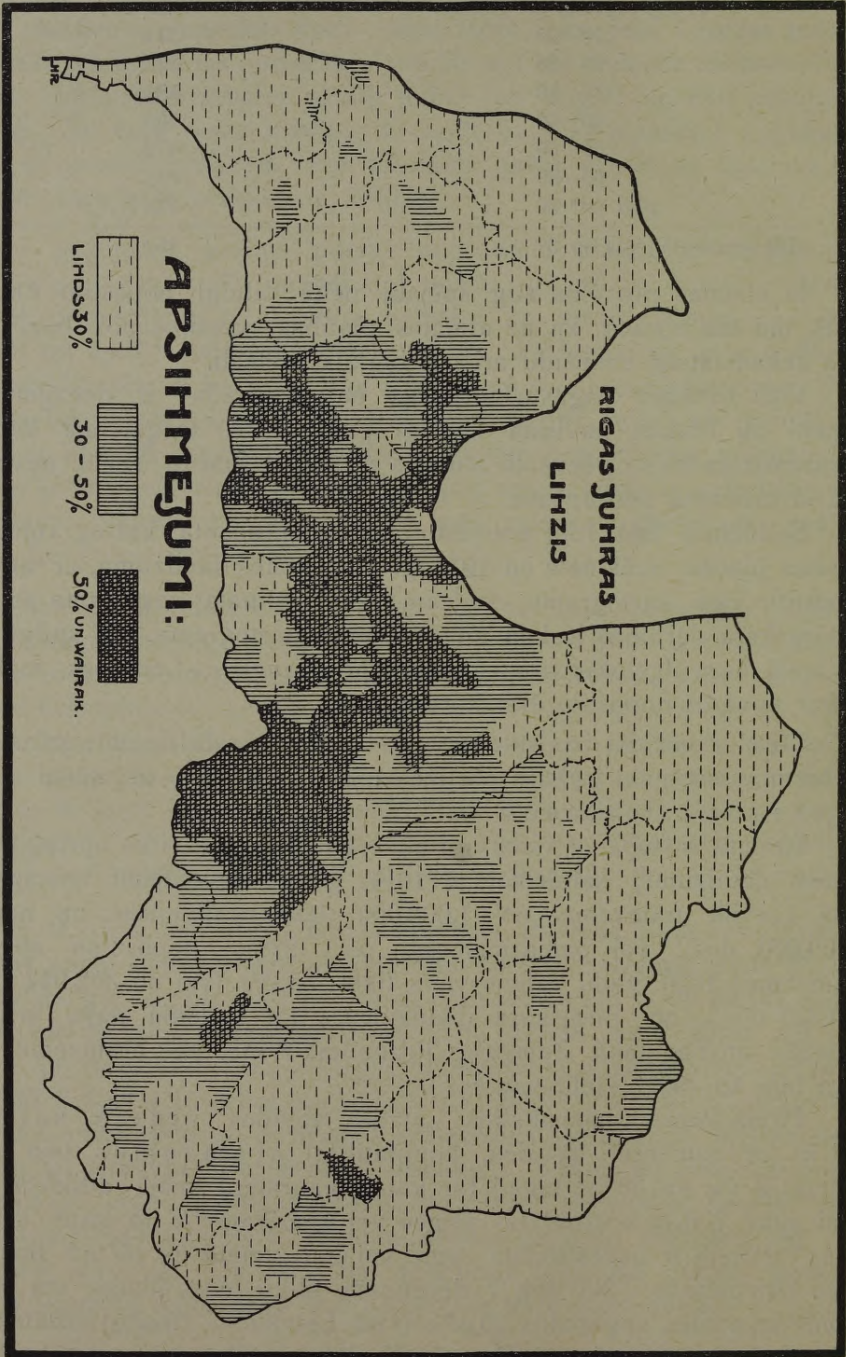 RIGAS JUHRAS
LIHZIS
APSIHMEJUMI:
LIHDS 30%
30 – 50%
50% UN WAIRAK.